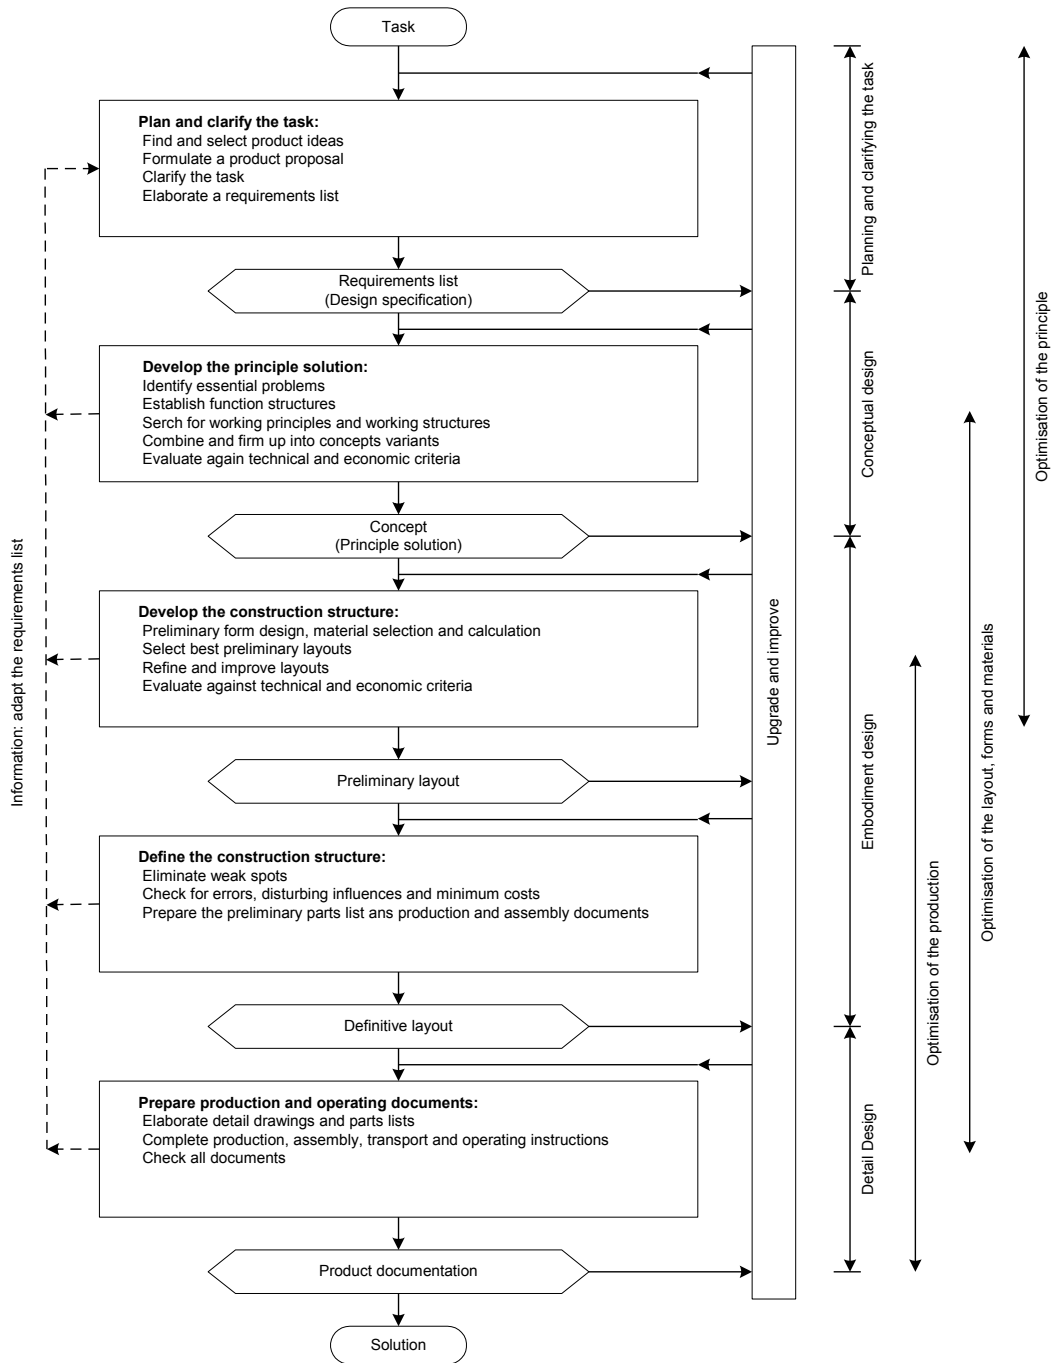 Task
Plan and clarify the task:
Find and select product ideas
Formulate a product proposal
Clarify the task
Elaborate a requirements list
Requirements list
(Design specification)
Develop the principle solution:
Identify essential problems
Establish function structures
Serch for working principles and working structures
Combine and firm up into concepts variants
Evaluate again technical and economic criteria
Concept
(Principle solution)
Develop the construction structure:
Preliminary form design, material selection and calculation
Select best preliminary layouts
Refine and improve layouts
Evaluate against technical and economic criteria
Preliminary layout
Define the construction structure:
Eliminate weak spots
Check for errors, disturbing influences and minimum costs
Prepare the preliminary parts list ans production and assembly documents
Definitive layout
Prepare production and operating documents:
Elaborate detail drawings and parts lists
Complete production, assembly, transport and operating instructions
Check all documents
Product documentation
Solution
Information: adapt the requirements list
Upgrade and improve
Planning and clarifying the task
Conceptual design
Embodiment design
Detail Design
Optimisation of the production
Optimisation of the layout, forms and materials
Optimisation of the principle